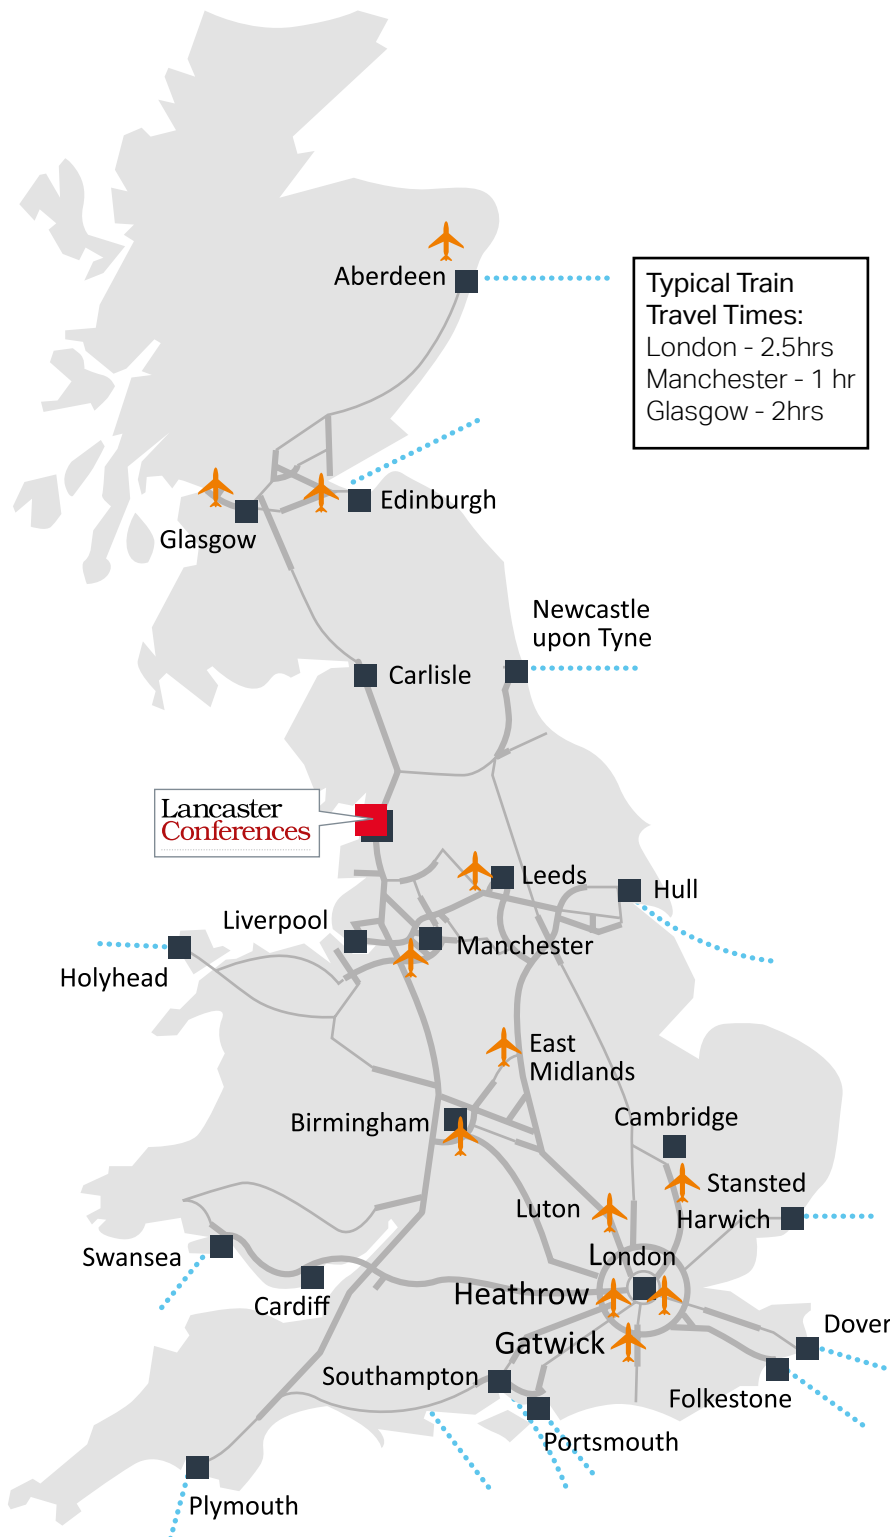 Aberdeen
Typical Train
Travel Times:
London - 2.5hrs
Manchester - 1 hr
Glasgow - 2hrs
Edinburgh
Glasgow
Newcastle
upon Tyne
Carlisle
Lancaster
Conferences
Leeds
Hull
Liverpool
Manchester
Holyhead
East
Midlands
Cambridge
Birmingham
Stansted
Luton
Harwich
Swansea
London
Heathrow
Cardiff
Dover
Gatwick
Southampton
Folkestone
Portsmouth
Plymouth